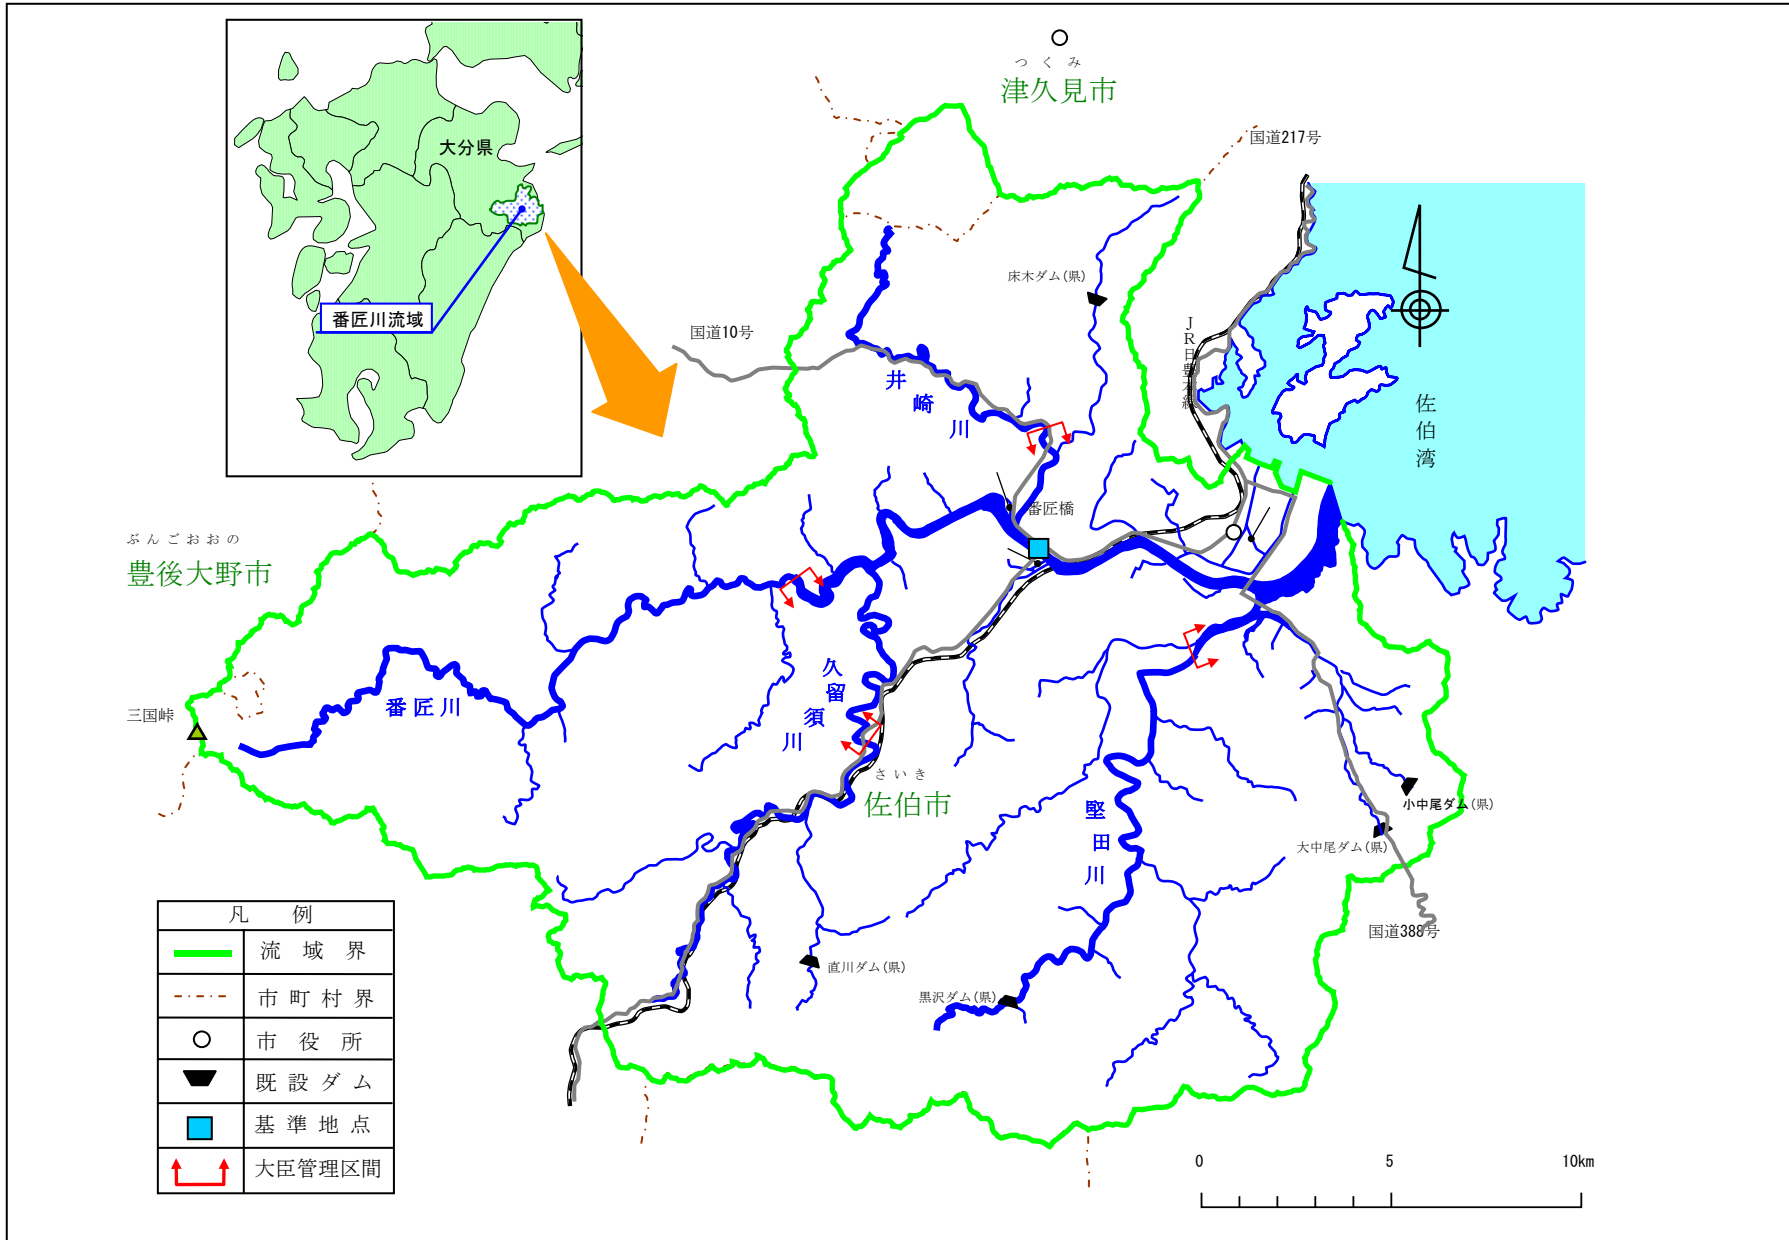 つくみ
津久見市
国道217号
大分県
番匠川流域
床木ダム(県)
国道10号
JR日豊本線
井崎川
佐伯湾
番匠橋
ぶんごおおの
豊後大野市
三国峠
番匠川
久留須川
さいき
佐伯市
堅田川
小中尾ダム(県)
大中尾ダム(県)
国道388号
直川ダム(県)
黒沢ダム(県)
凡 例
流 域 界
市 町 村 界
市 役 所
既 設 ダ ム
基 準 地 点
大臣管理区間
0 5 10km